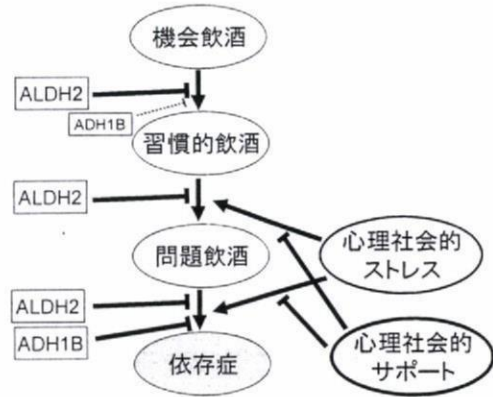 機会飲酒
ALDH2
ADH1B
習慣的飲酒
ALDH2
問題飲酒
心理社会的
ストレス
ALDH2
ADH1B
依存症
心理社会的
サポート